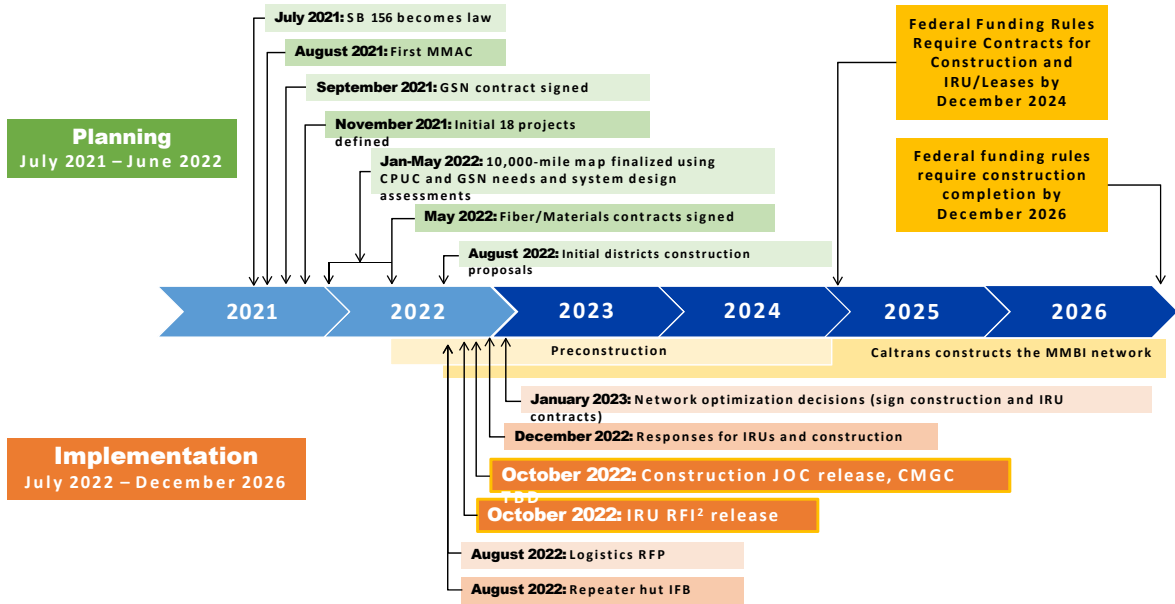 July 2021: SB 156 becomes law
August 2021: First MMAC
September 2021: GSN contract signed
November 2021: Initial 18 projects
defined
Jan-May 2022: 10,000-mile map finalized using
CPUC and GSN needs and system design
assessments
May 2022: Fiber/Materials contracts signed
August 2022: Initial districts construction
proposals
Planning
July 2021 – June 2022
Federal Funding Rules
Require Contracts for
Construction and
IRU/Leases by
December 2024
Federal funding rules
require construction
completion by
December 2026
2021
2022
2023
2024
2025
2026
Preconstruction
Caltrans constructs the MMBI network
January 2023: Network optimization decisions (sign construction and IRU
contracts)
December 2022: Responses for IRUs and construction
Implementation
July 2022 – December 2026
October 2022: Construction JOC release, CMGC
TBD
October 2022: IRU RFI² release
August 2022: Logistics RFP
August 2022: Repeater hut IFB